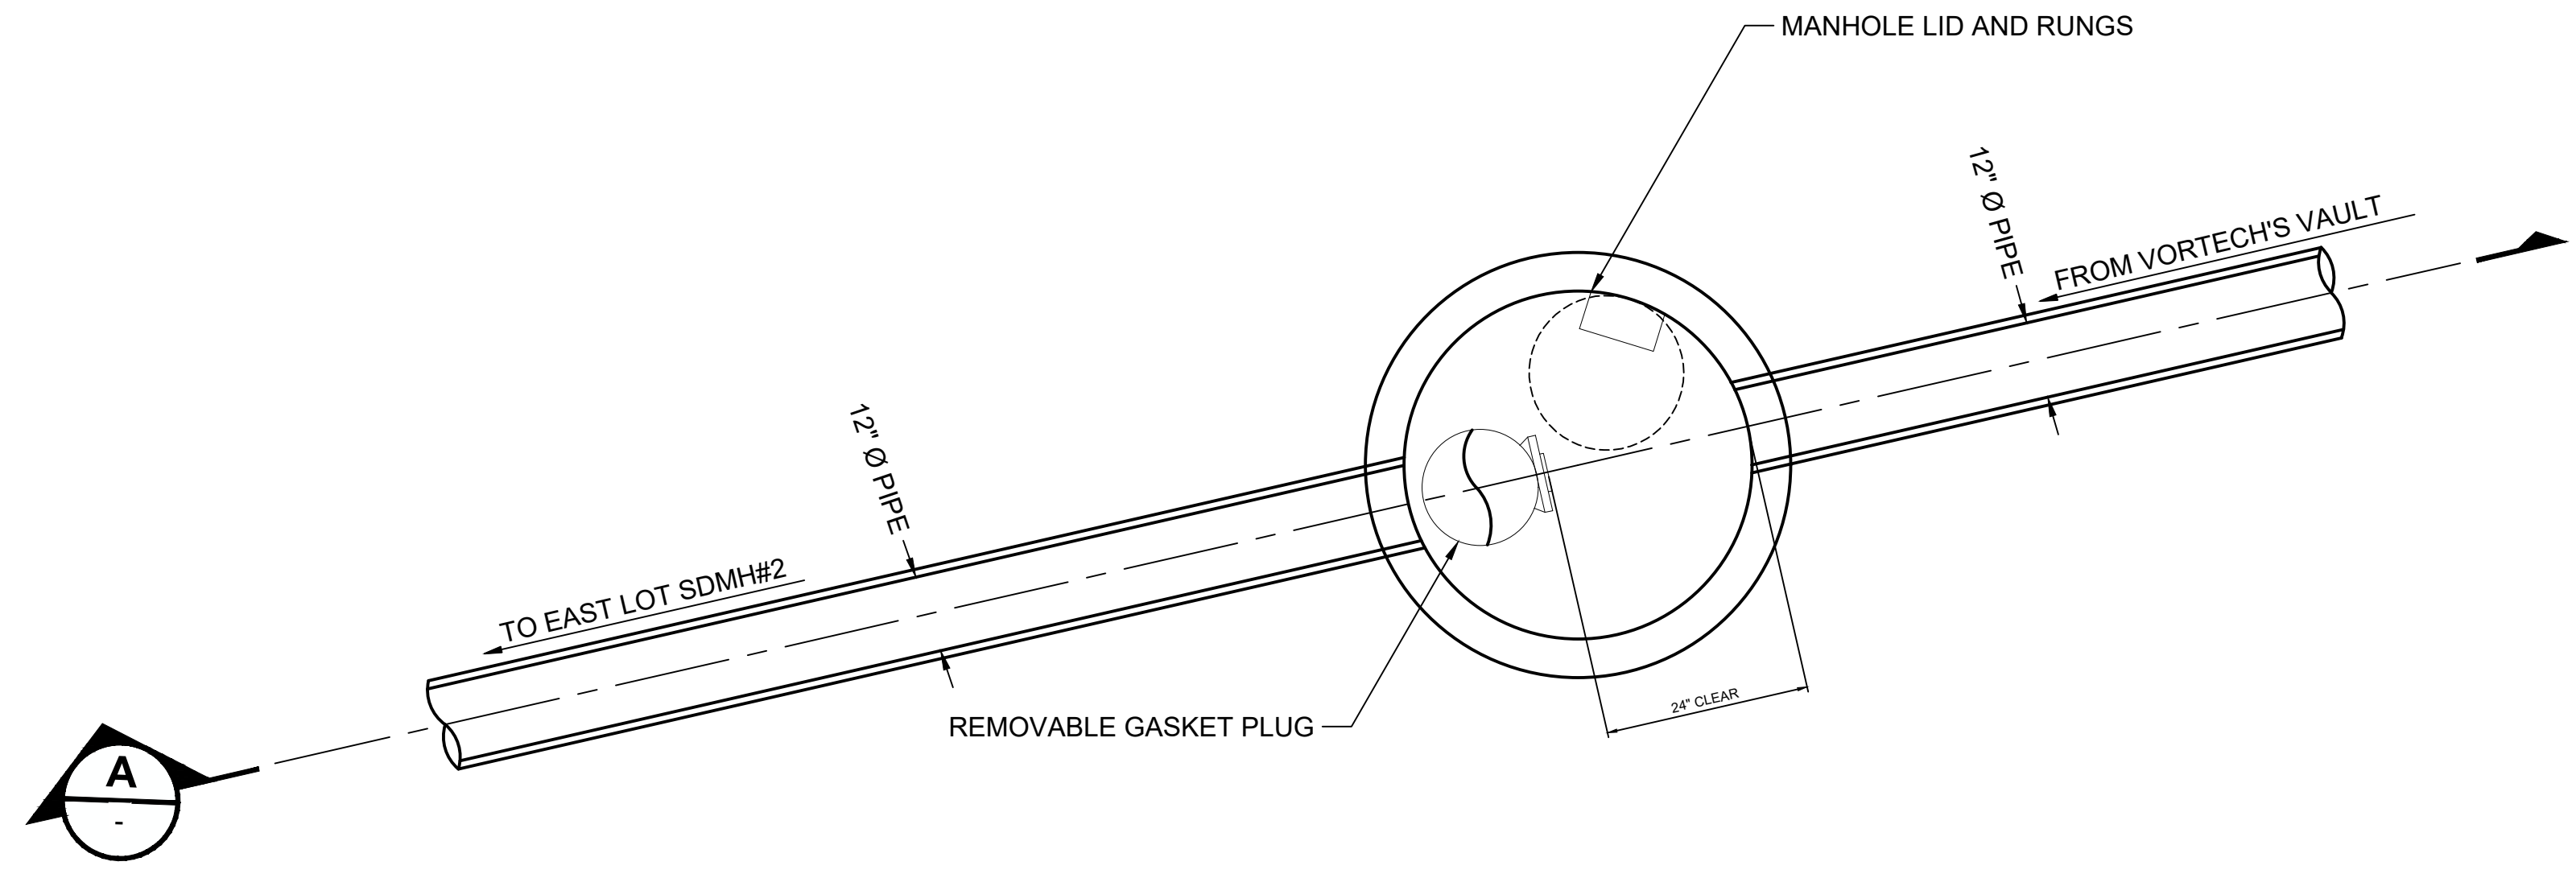 MANHOLE LID AND RUNGS
12" Ø PIPE
FROM VORTECH'S VAULT
12" Ø PIPE
TO EAST LOT SDMH#2
24" CLEAR
REMOVABLE GASKET PLUG
A
-